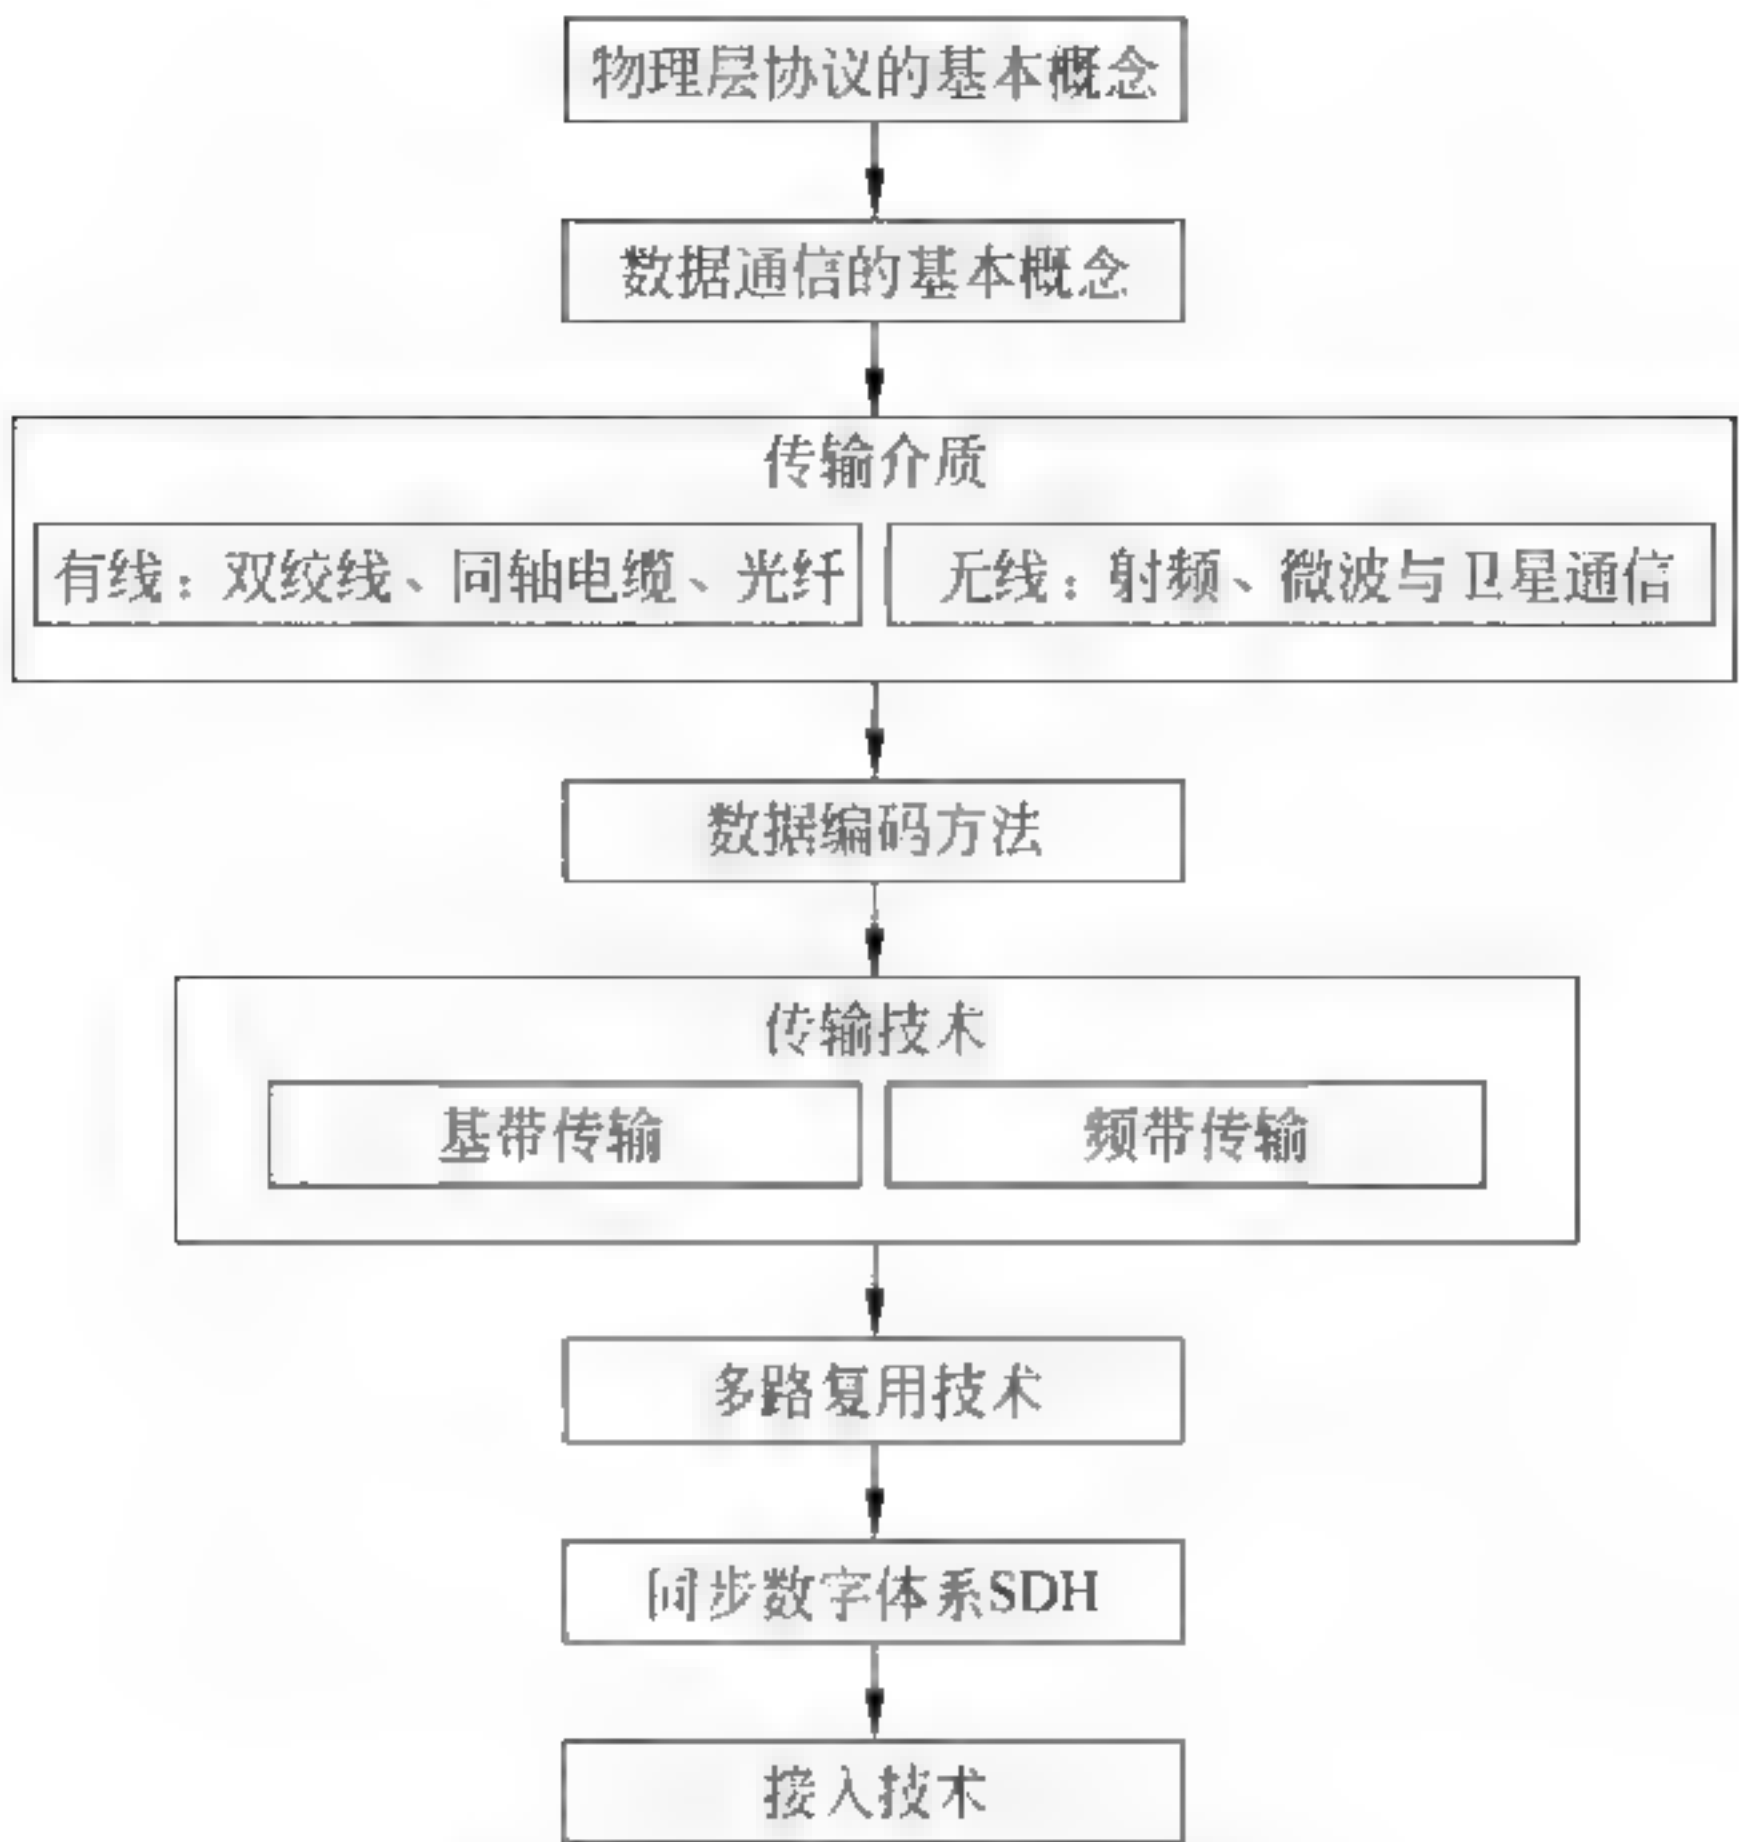 物理层协议的基本概念
数据通信的基本概念
传输介质
有线：双绞线、同轴电缆、光纤
无线：射频、微波与卫星通信
数据编码方法
传输技术
基带传输
频带传输
多路复用技术
同步数字体系SDH
接入技术